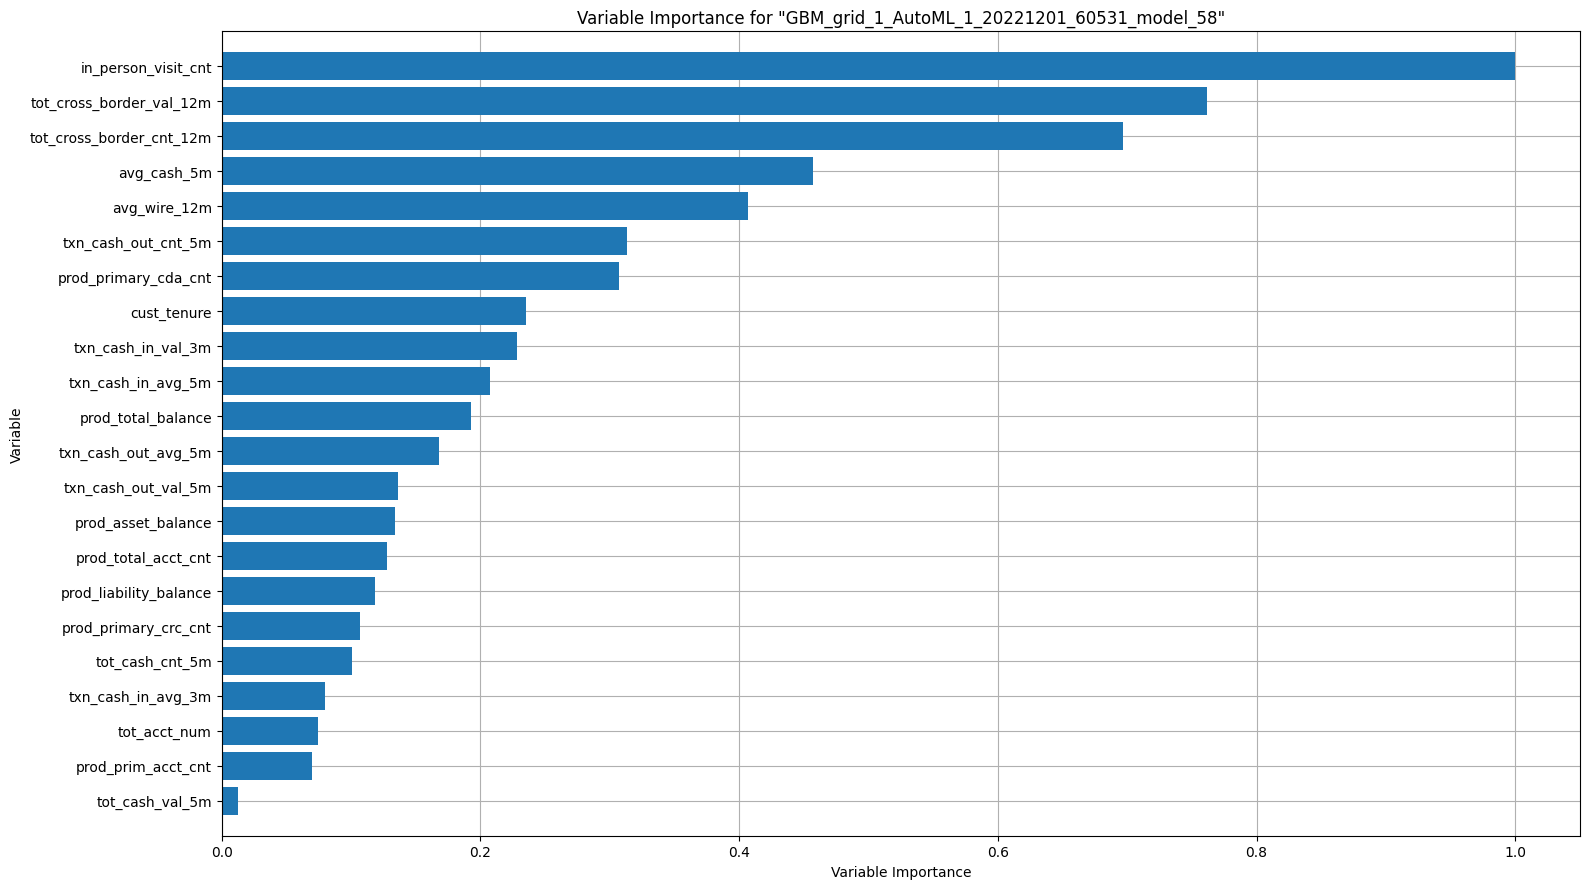 Variable Importance for "GBM_grid_1_AutoML_1_20221201_60531_model_58"
in_person_visit_cnt
tot_cross_border_val_12m
tot_cross_border_cnt_12m
avg_cash_5m
avg_wire_12m
txn_cash_out_cnt_5m
prod_primary_cda_cnt
cust_tenure
txn_cash_in_val_3m
txn_cash_in_avg_5m
prod_total_balance
txn_cash_out_avg_5m
txn_cash_out_val_5m
prod_asset_balance
prod_total_acct_cnt
prod_liability_balance
prod_primary_crc_cnt
tot_cash_cnt_5m
txn_cash_in_avg_3m
tot_acct_num
prod_prim_acct_cnt
tot_cash_val_5m
Variable
0.0 0.2 0.4 0.6 0.8 1.0
Variable Importance